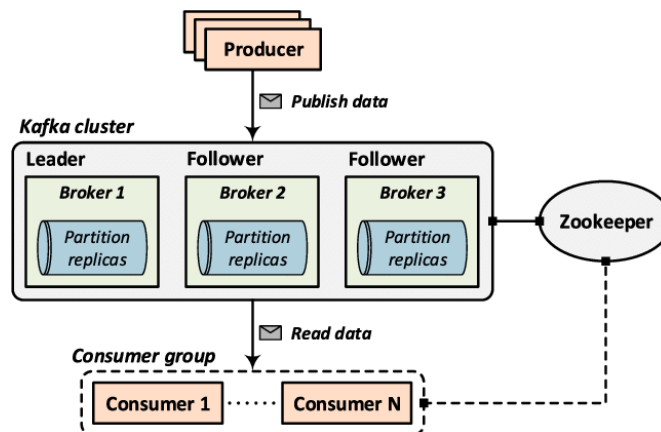 Producer
Publish data
Kafka cluster
Leader
Follower
Follower
Broker 1
Broker 2
Broker 3
Partition
replicas
Partition
replicas
Partition
replicas
Zookeeper
Read data
Consumer group
Consumer 1
Consumer N